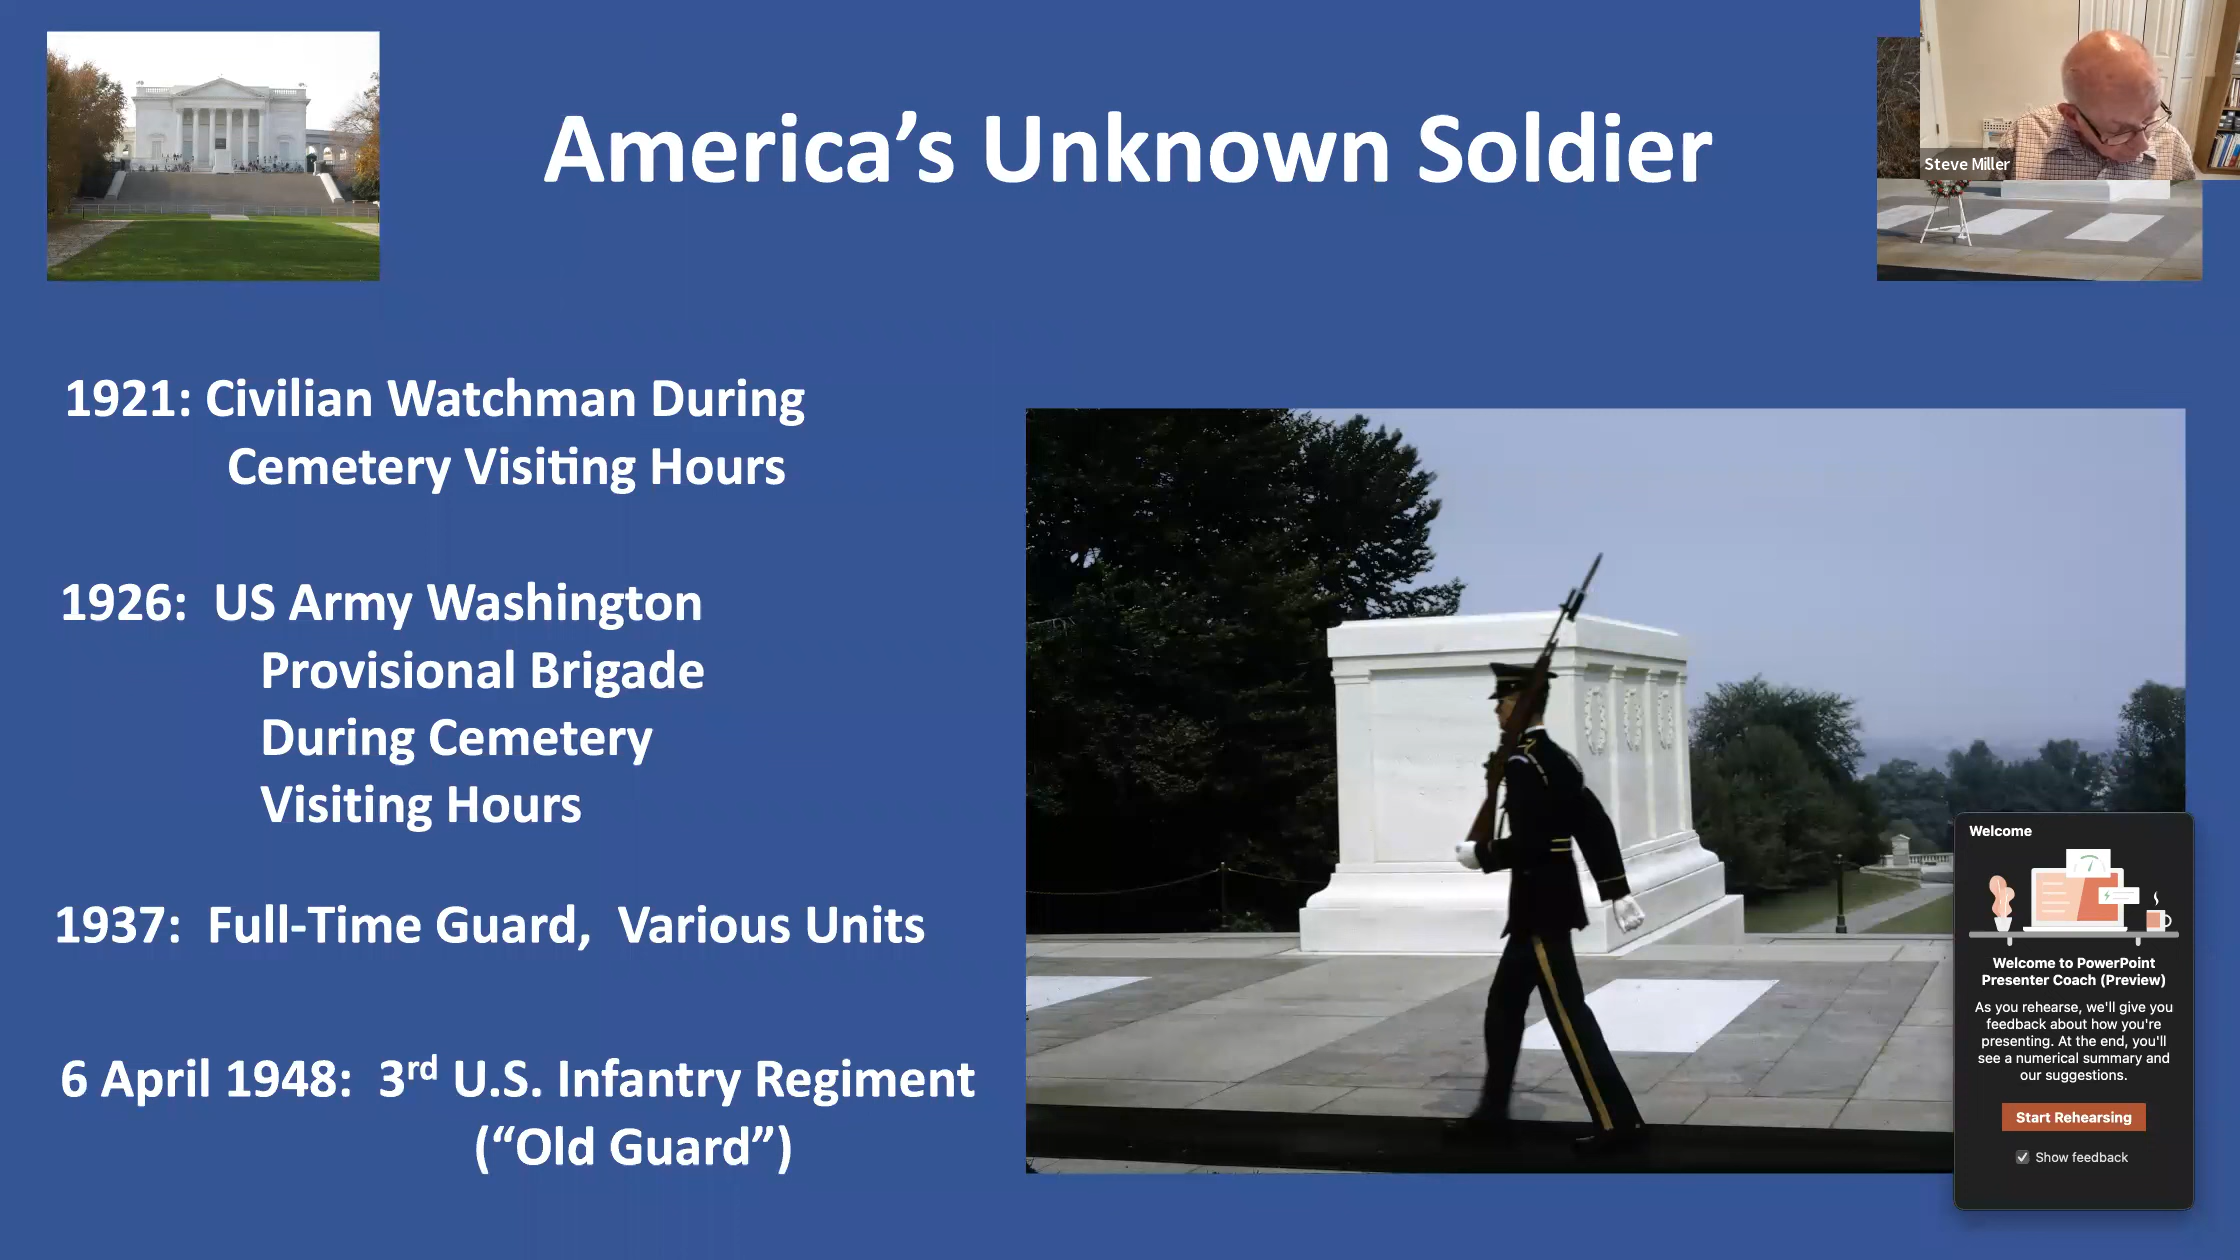 America’s Unknown Soldier
Steve Miller
1921: Civilian Watchman During
Cemetery Visiting Hours
1926: US Army Washington
Provisional Brigade
During Cemetery
Visiting Hours
1937: Full-Time Guard, Various Units
6 April 1948: 3rd U.S. Infantry Regiment
(“Old Guard”)
Welcome
Welcome to PowerPoint
Presenter Coach (Preview)
As you rehearse, we'll give you
feedback about how you're
presenting. At the end, you'll
see a numerical summary and
our suggestions.
Start Rehearsing
Show feedback